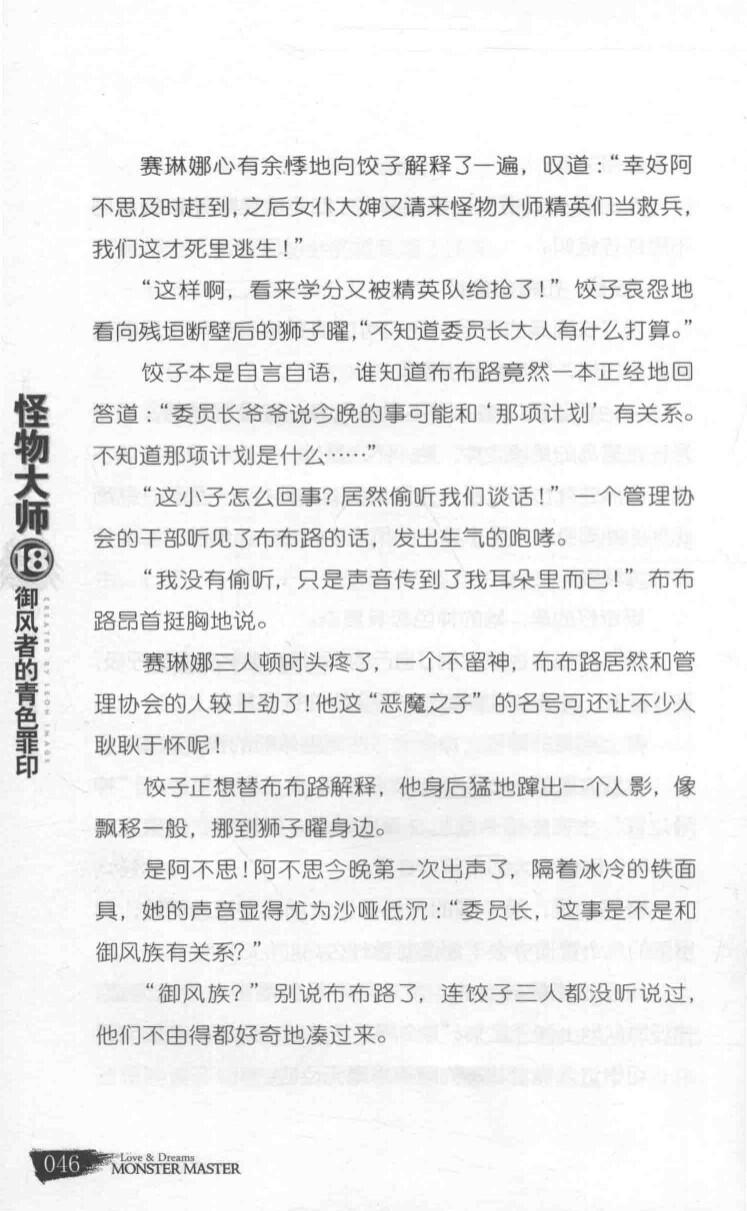 赛琳娜心有余悸地向饺子解释了一遍，叹道：“幸好阿
不思及时赶到，之后女仆大婶又请来怪物大师精英们当救兵，
我们这才死里逃生！”
“这样啊，看来学分又被精英队给抢了！”饺子哀怨地
看向残垣断壁后的狮子曜，“不知道委员长大人有什么打算。”
饺子本是自言自语，谁知道布布路竟然一本正经地回
答道：“委员长爷爷说今晚的事可能和‘那项计划’有关系。
不知道那项计划是什么……”
“这小子怎么回事？居然偷听我们谈话！”一个管理协
会的干部听见了布布路的话，发出生气的咆哮。
“我没有偷听，只是声音传到了我耳朵里而已！”布布
路昂首挺胸地说。
赛琳娜三人顿时头疼了，一个不留神，布布路居然和管
理协会的人较上劲了！他这“恶魔之子”的名号可还让不少人
耿耿于怀呢！
饺子正想替布布路解释，他身后猛地蹿出一个人影，像
飘移一般，挪到狮子曜身边。
是阿不思！阿不思今晚第一次出声了，隔着冰冷的铁面
具，她的声音显得尤为沙哑低沉：“委员长，这事是不是和
御风族有关系？”
“御风族？”别说布布路了，连饺子三人都没听说过，
他们不由得都好奇地凑过来。
怪物大师18御风者的青色罪印
CREATED BY LEON IMAGE
046
Love & Dreams
MONSTER MASTER